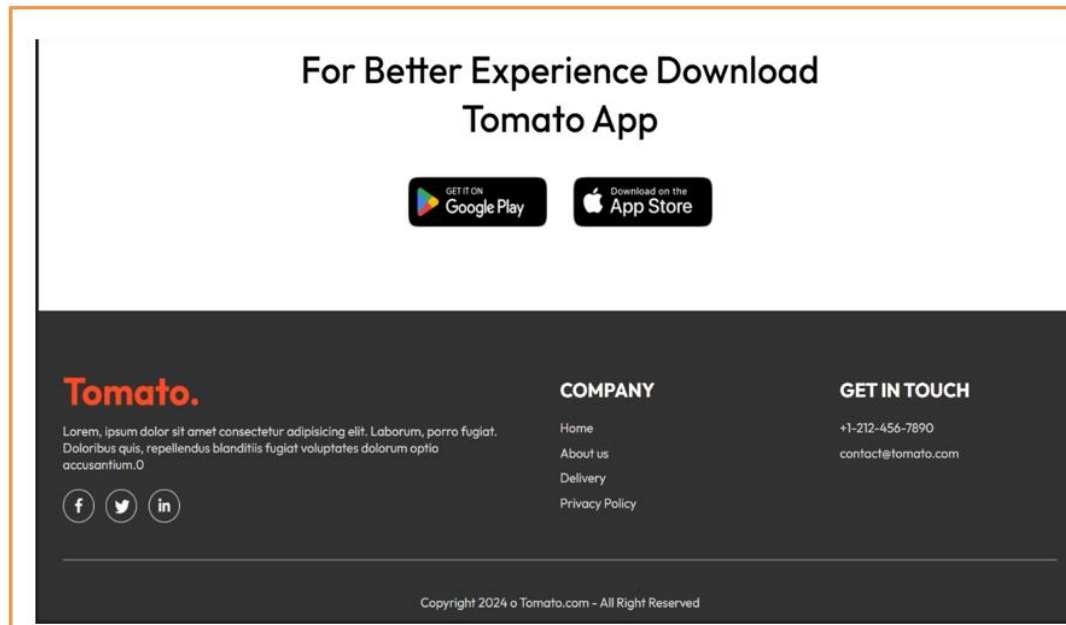 For Better Experience Download
Tomato App
GET IT ON
Google Play
Download on the
App Store
Tomato.
Lorem, ipsum dolor sit amet consectetur adipisicing elit. Laborum, porro fugiat.
Doloribus quis, repellendus blanditiis fugiat voluptates dolorum optio
accusantium.0
f
in
COMPANY
Home
About us
Delivery
Privacy Policy
GET IN TOUCH
+1-212-456-7890
contact@tomato.com
Copyright 2024 o Tomato.com - All Right Reserved